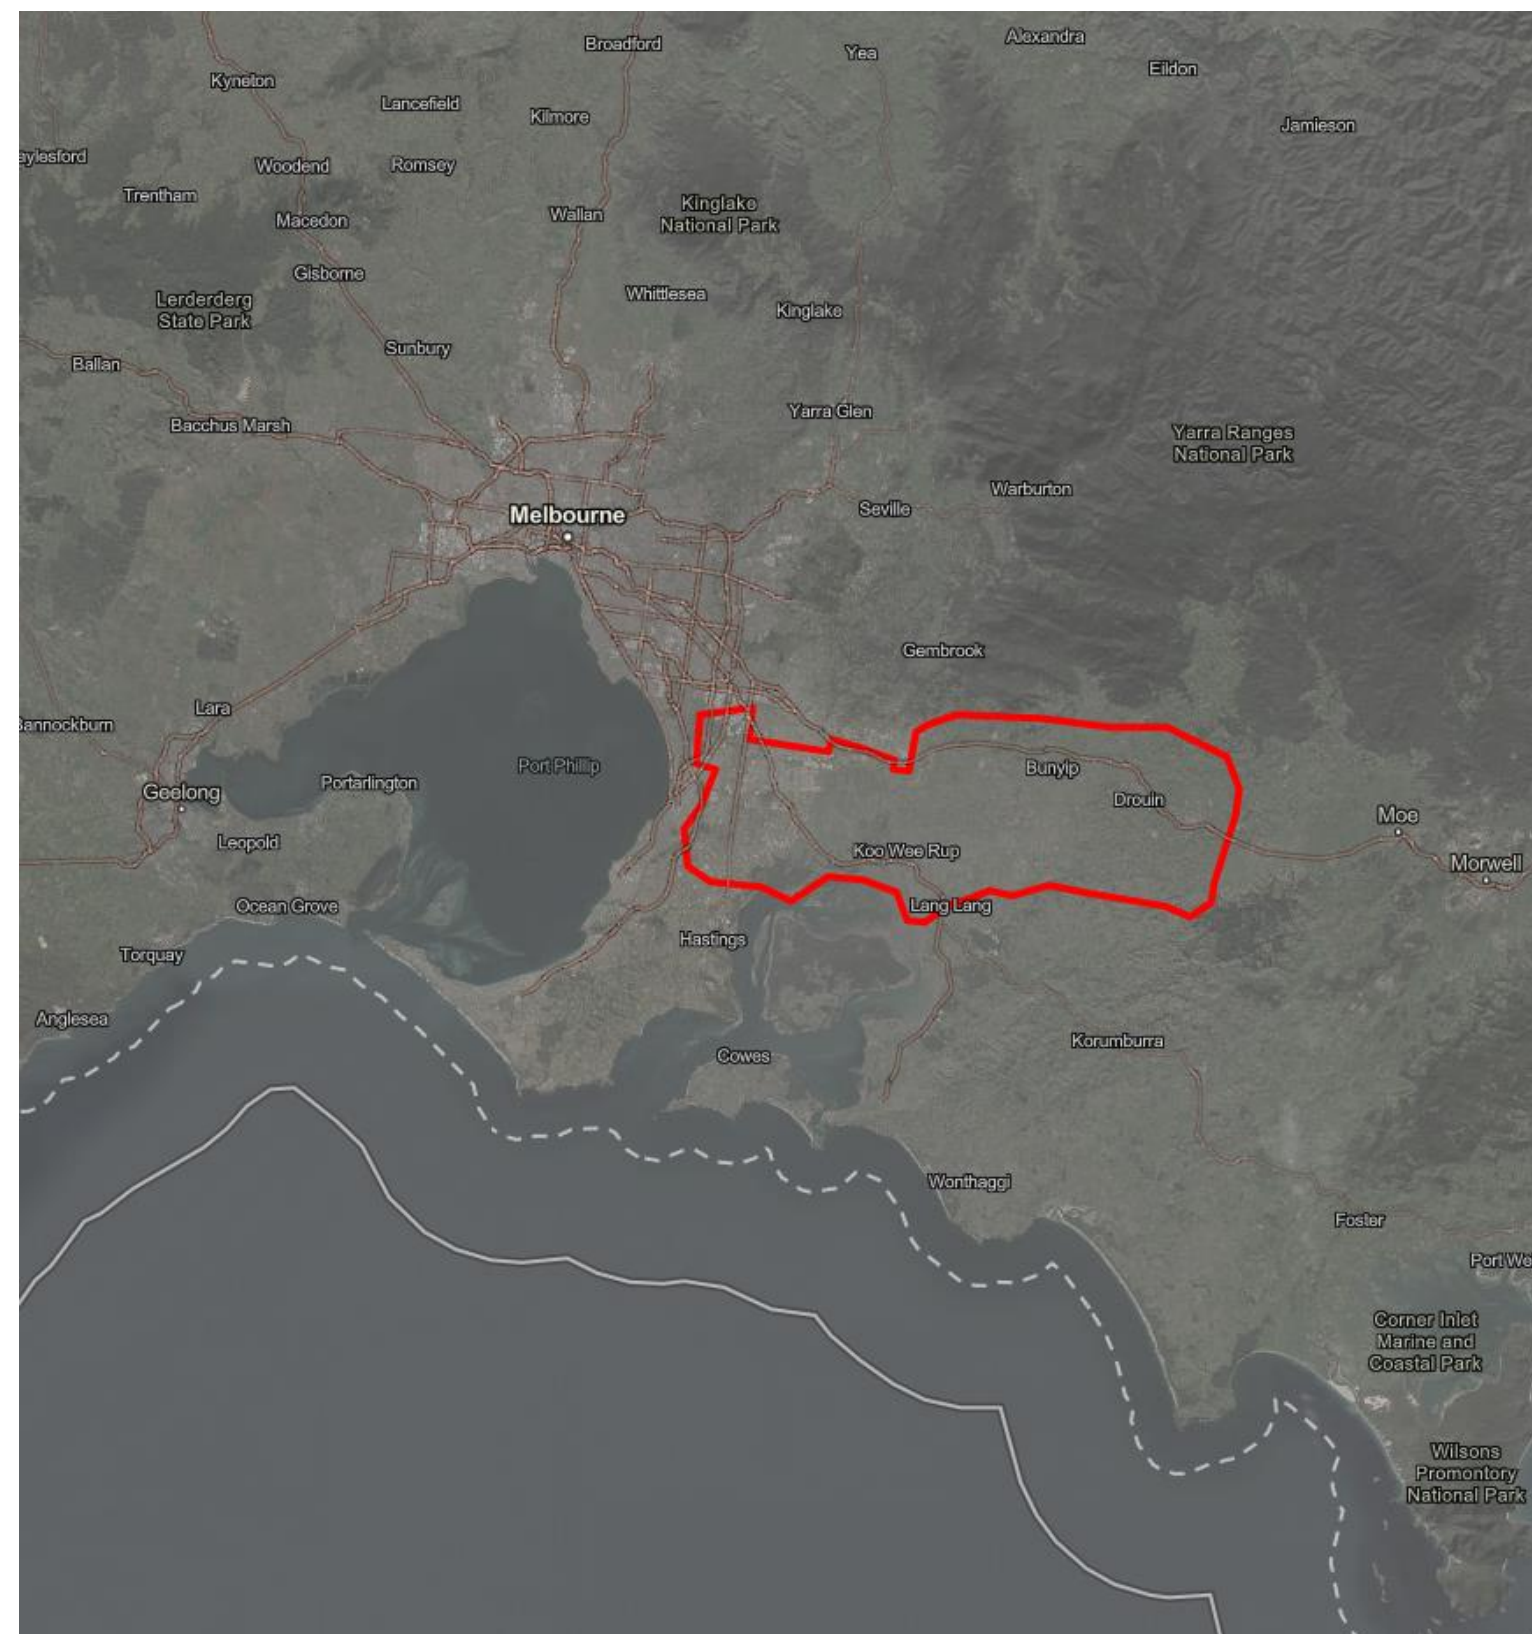 Broadford
Yea
Alexandra
Eildon
Kyneton
Lancefield
Kilmore
Jamieson
aylesford
Woodend
Romsey
Trentham
Macedon
Wallan
Kinglake
National Park
Gisborne
Whittlesea
Kinglake
Lerderderg
State Park
Sunbury
Ballan
Bacchus Marsh
Yarra Glen
Yarra Ranges
National Park
Warburton
Seville
Melbourne
Gembrook
Lara
Bannockburn
Port Phillip
Bunyip
Portarlington
Geelong
Drouin
Moe
Leopold
Koo Wee Rup
Morwell
Ocean Grove
Lang Lang
Hastings
Torquay
Anglesea
Korumburra
Cowes
Wonthaggi
Foster
Port We
Corner Inlet
Marine and
Coastal Park
Wilsons
Promontory
National Park